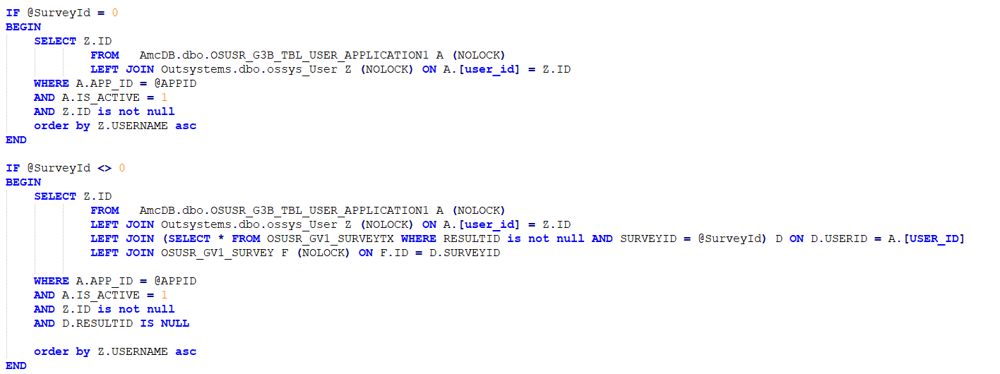 IF @SurveyId = 0
BEGIN
SELECT Z.ID
FROM AmcDB.dbo.OSUSR_G3B_TBL_USER_APPLICATION1 A (NOLOCK)
LEFT JOIN Outsystems.dbo.ossys_User Z (NOLOCK) ON A.[user_id] = Z.ID
WHERE A.APP_ID = @APPID
AND A.IS_ACTIVE = 1
AND Z.ID is not null
order by Z.USERNAME asc
END
IF @SurveyId <> 0
BEGIN
SELECT Z.ID
FROM AmcDB.dbo.OSUSR_G3B_TBL_USER_APPLICATION1 A (NOLOCK)
LEFT JOIN Outsystems.dbo.ossys_User Z (NOLOCK) ON A.[user_id] = Z.ID
LEFT JOIN (SELECT * FROM OSUSR_GV1_SURVEYTX WHERE RESULTID is not null AND SURVEYID = @SurveyId) D ON D.USERID = A.[USER_ID]
LEFT JOIN OSUSR_GV1_SURVEY F (NOLOCK) ON F.ID = D.SURVEYID
WHERE A.APP_ID = @APPID
AND A.IS_ACTIVE = 1
AND Z.ID is not null
AND D.RESULTID IS NULL
order by Z.USERNAME asc
END